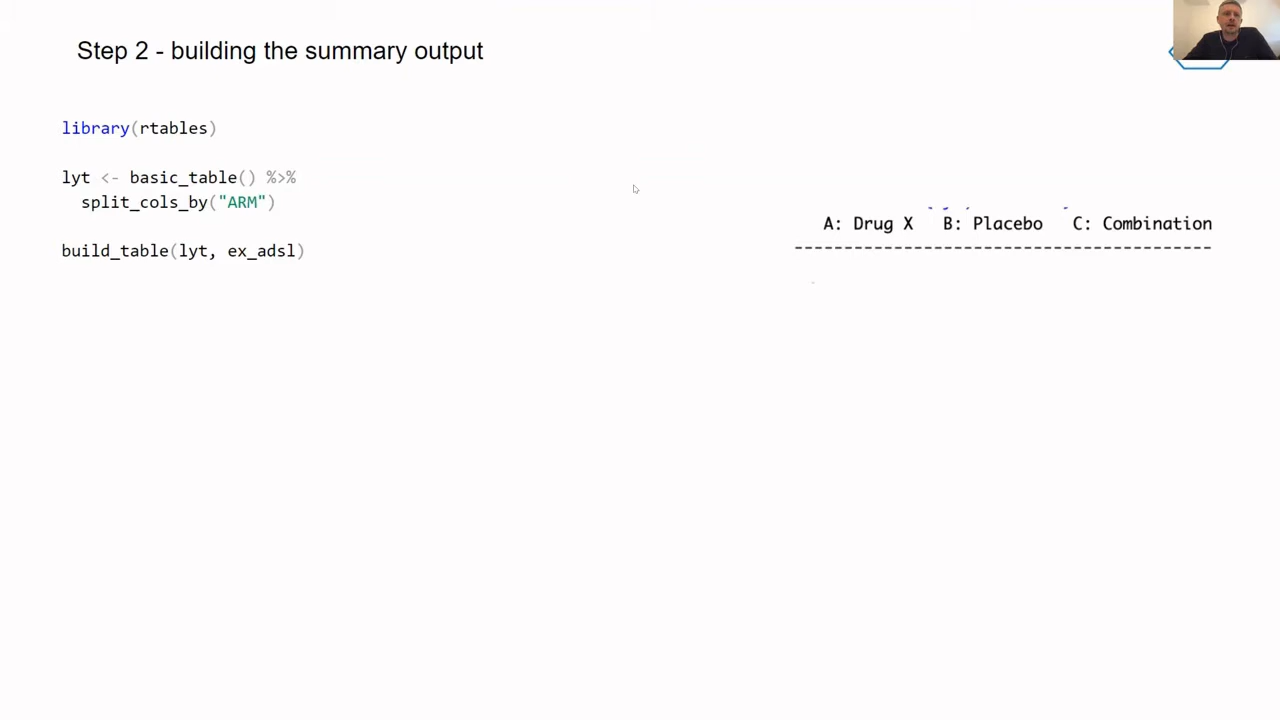 Step 2 - building the summary output
library(rtables)
lyt <- basic_table() %>%
split_cols_by("ARM")
build_table(lyt, ex_adsl)
A: Drug X B: Placebo C: Combination
-------------------------------------------